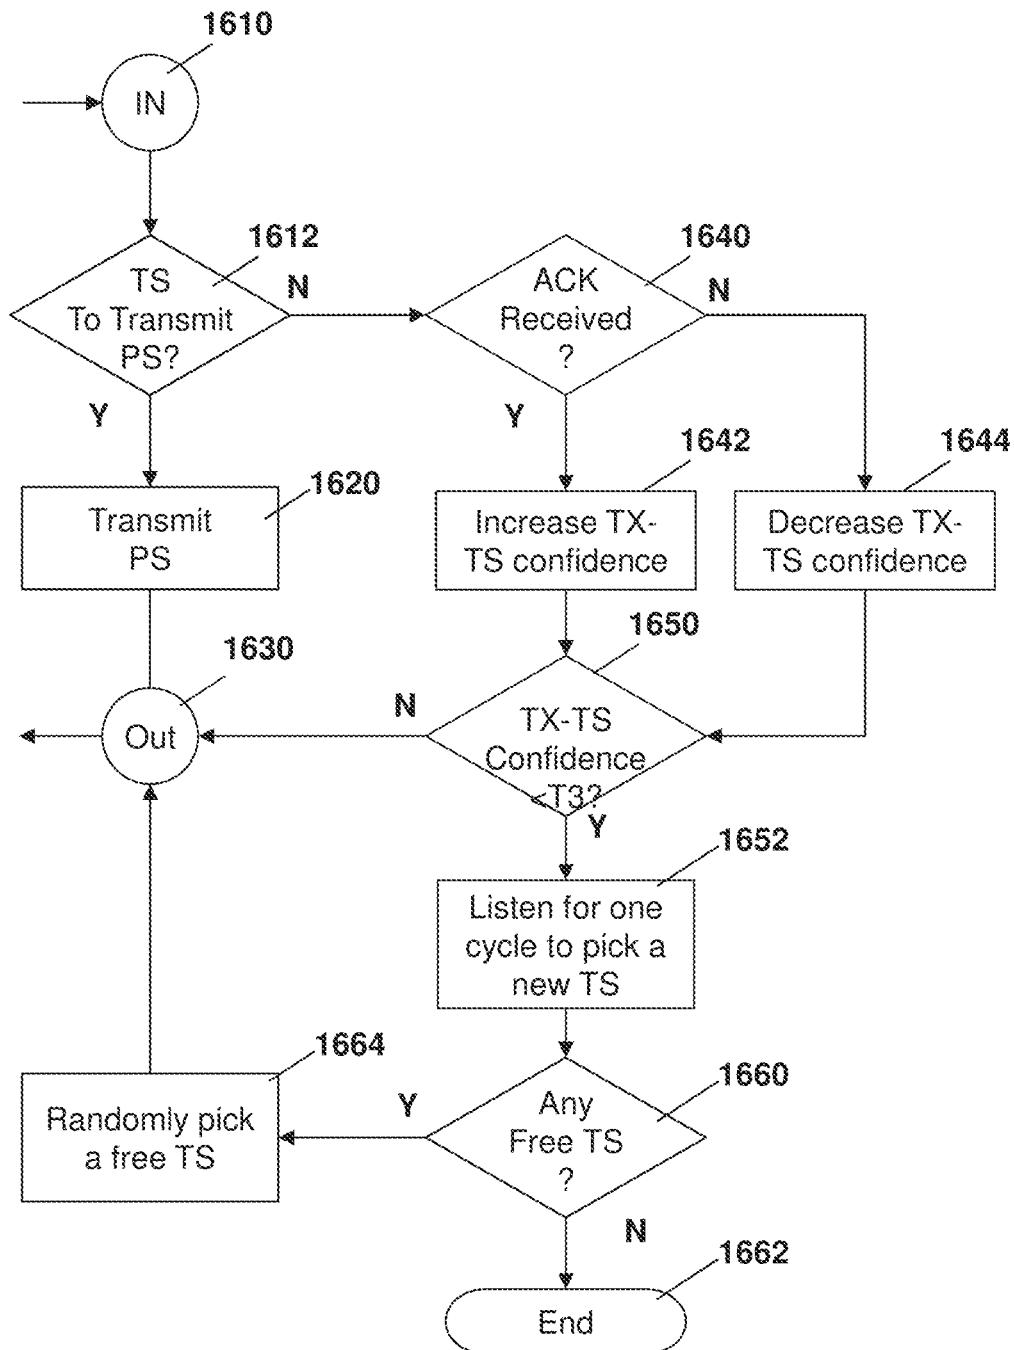 1610
IN
1612
TS
To Transmit
PS?
N
Y
1640
ACK
Received
?
N
Y
1620
Transmit
PS
1642
Increase TX-
TS confidence
1644
Decrease TX-
TS confidence
1630
Out
1650
TX-TS
Confidence
<T3?
N
Y
1652
Listen for one
cycle to pick a
new TS
1664
Randomly pick
a free TS
1660
Any
Free TS
?
Y
N
1662
End